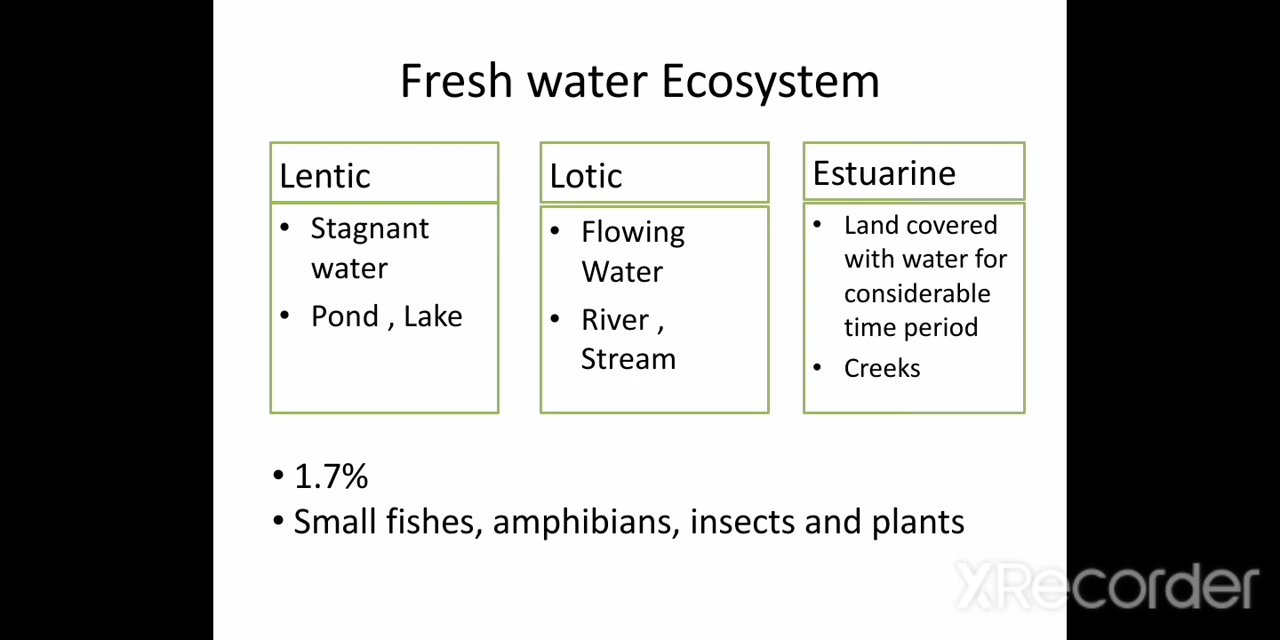 Fresh water Ecosystem
Lentic
• Stagnant
water
• Pond , Lake
Lotic
• Flowing
Water
• River ,
Stream
Estuarine
• Land covered
with water for
considerable
time period
• Creeks
• 1.7%
• Small fishes, amphibians, insects and plants
XRecorder